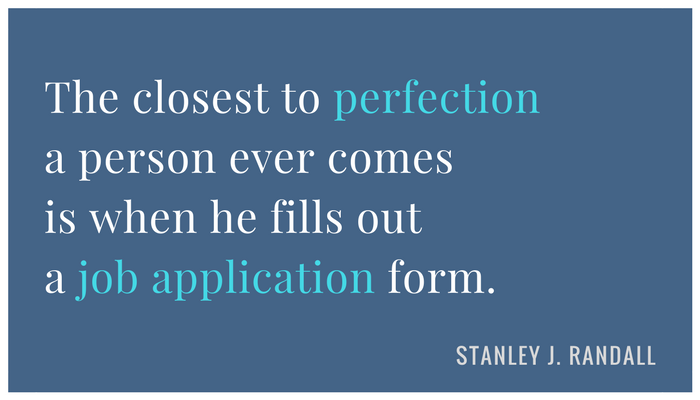 The closest to perfection
a person ever comes
is when he fills out
a job application form.
STANLEY J. RANDALL